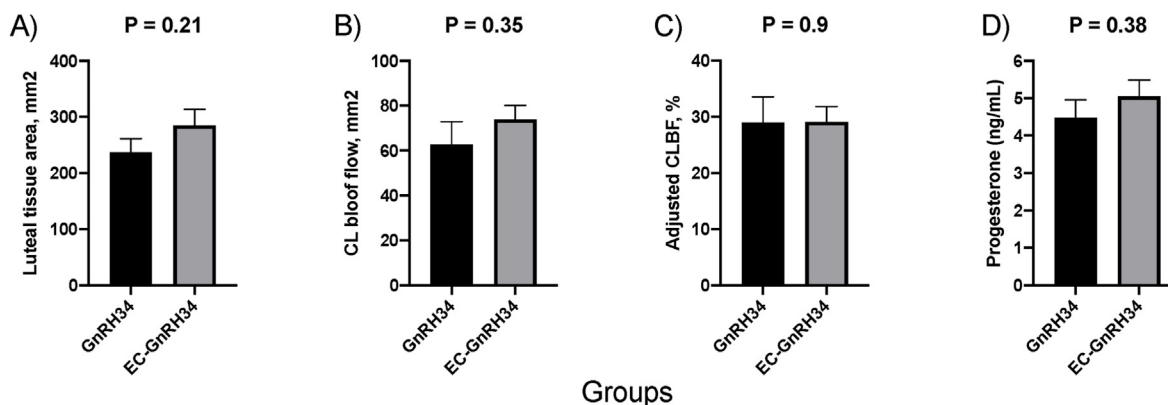 A) P = 0.21
Luteal tissue area, mm2
400
300
200
100
0
GnRH34
EC-GnRH34
B) P = 0.35
CL bloof flow, mm2
100
80
60
40
20
0
GnRH34
EC-GnRH34
C) P = 0.9
Adjusted CLBF, %
40
30
20
10
0
GnRH34
EC-GnRH34
D) P = 0.38
Progesterone (ng/mL)
6
5
4
3
2
1
0
GnRH34
EC-GnRH34
Groups